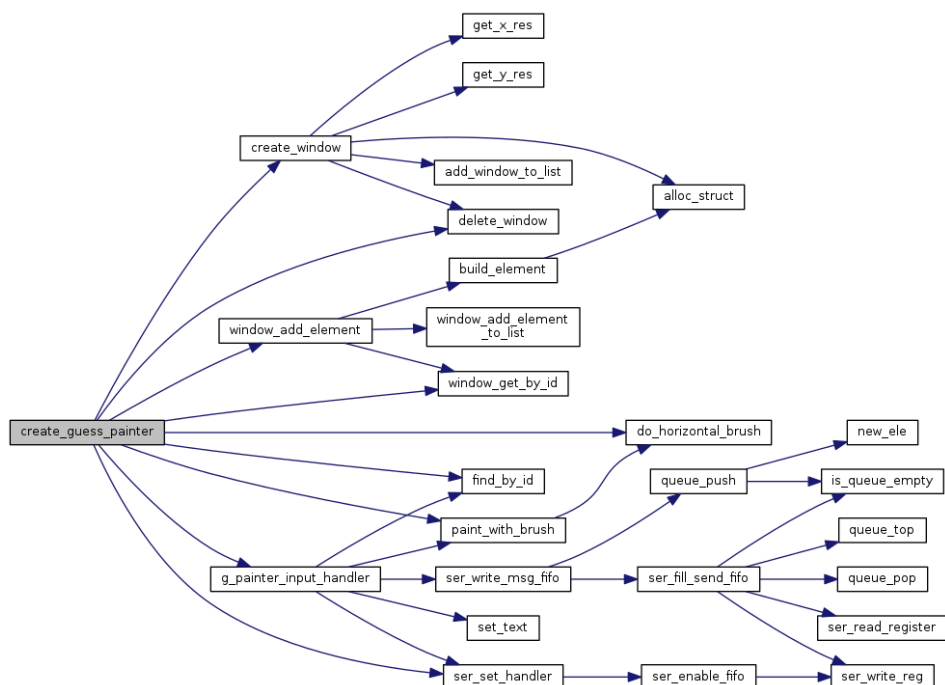 get_x_res
get_y_res
create_window
add_window_to_list
alloc_struct
delete_window
build_element
window_add_element
window_add_element
_to_list
window_get_by_id
create_guess_painter
do_horizontal_brush
new_ele
find_by_id
queue_push
is_queue_empty
paint_with_brush
queue_top
g_painter_input_handler
ser_write_msg_fifo
ser_fill_send_fifo
queue_pop
set_text
ser_read_register
ser_set_handler
ser_enable_fifo
ser_write_reg